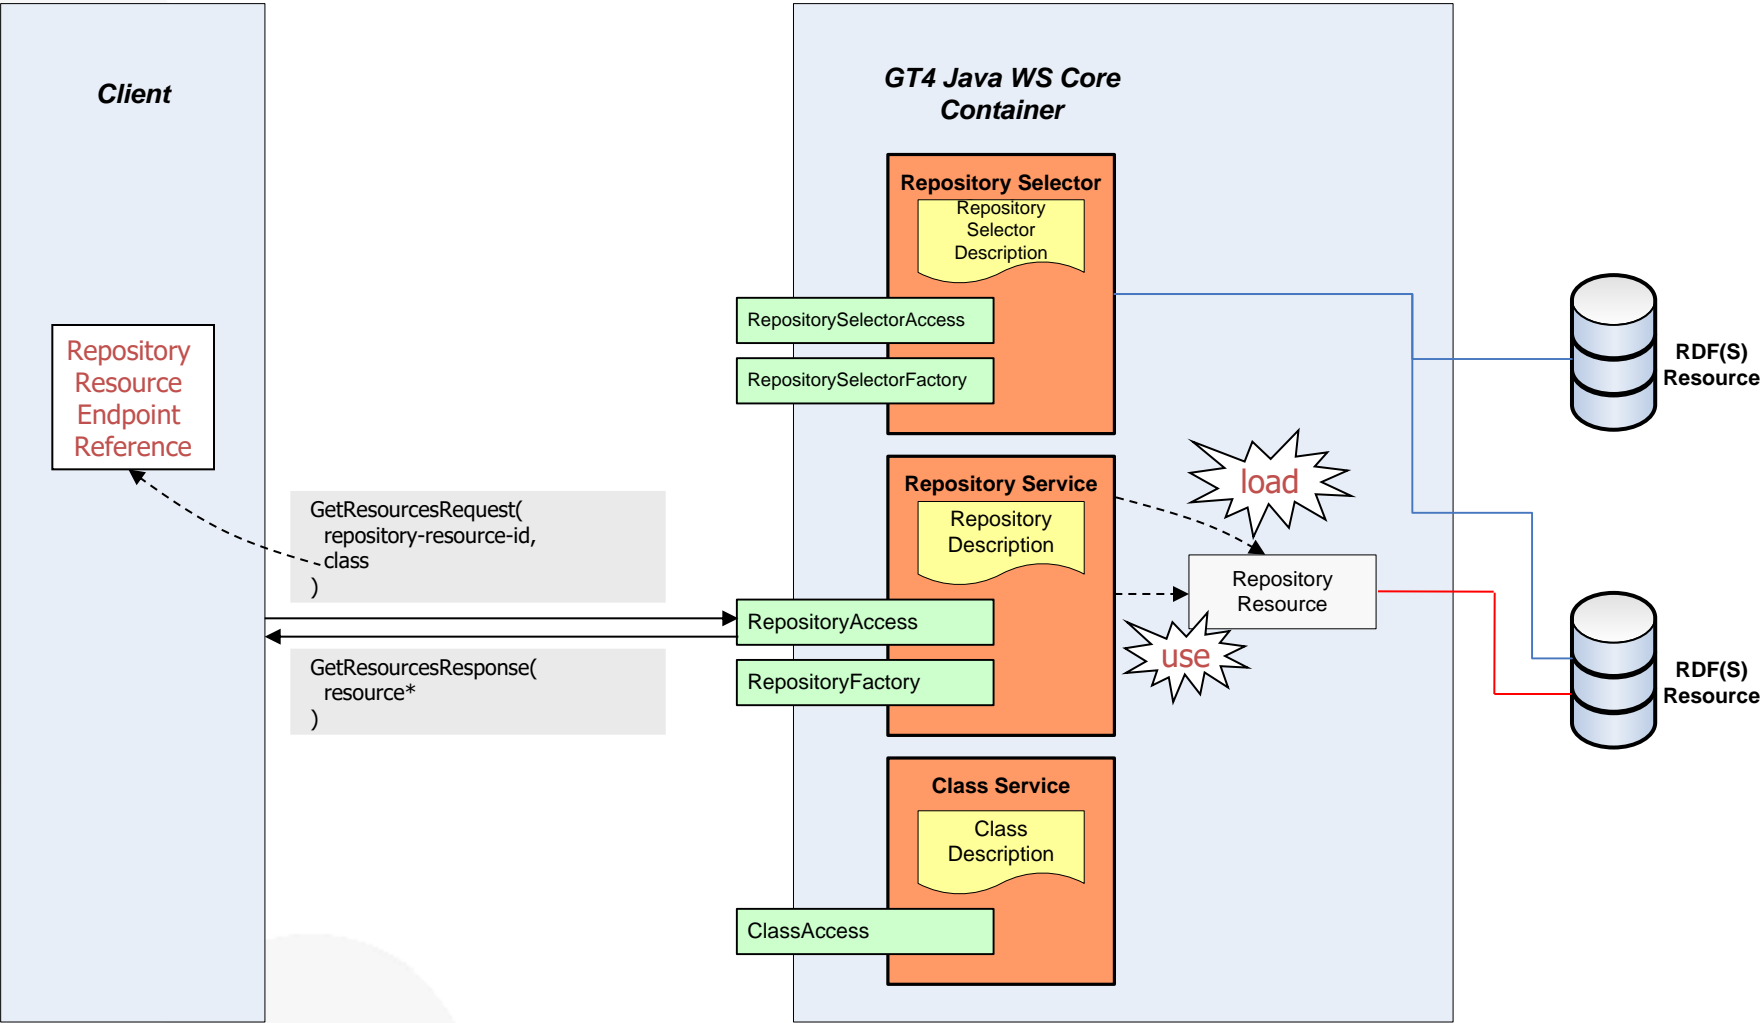 Client
GT4 Java WS Core
Container
Repository Selector
Repository
Selector
Description
RepositorySelectorAccess
RepositorySelectorFactory
RDF(S)
Resource
Repository
Resource
Endpoint
Reference
GetResourcesRequest(
repository-resource-id,
class
)
Repository Service
Repository
Description
load
Repository
Resource
use
RepositoryAccess
RepositoryFactory
GetResourcesResponse(
resource*
)
RDF(S)
Resource
Class Service
Class
Description
ClassAccess